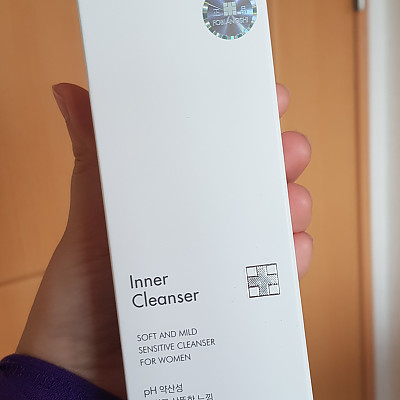 Inner
Cleanser
SOFT AND MILD
SENSITIVE CLEANSER
FOR WOMEN
pH 약산성